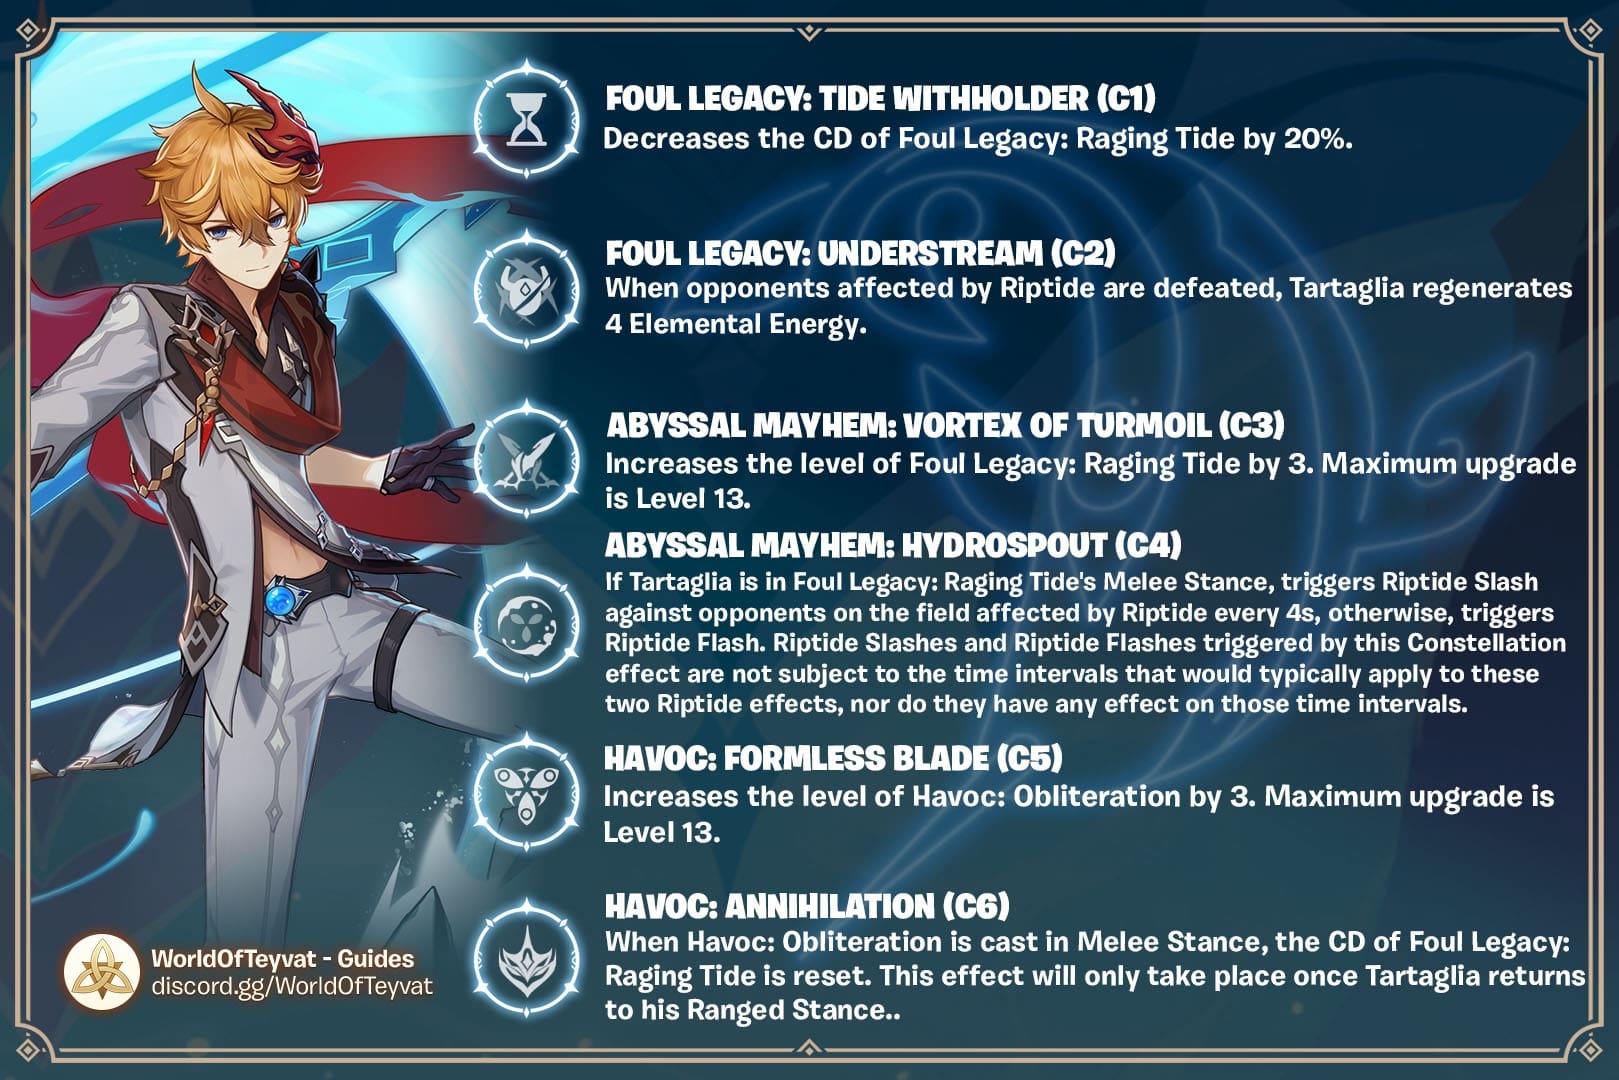 FOUL LEGACY: TIDE WITHHOLDER (C1)
Decreases the CD of Foul Legacy: Raging Tide by 20%.
FOUL LEGACY: UNDERSTREAM (C2)
When opponents affected by Riptide are defeated, Tartaglia regenerates
4 Elemental Energy.
ABYSSAL MAYHEM: VORTEX OF TURMOIL (C3)
Increases the level of Foul Legacy: Raging Tide by 3. Maximum upgrade
is Level 13.
ABYSSAL MAYHEM: HYDROSPOUT (C4)
If Tartaglia is in Foul Legacy: Raging Tide's Melee Stance, triggers Riptide Slash
against opponents on the field affected by Riptide every 4s, otherwise, triggers
Riptide Flash. Riptide Slashes and Riptide Flashes triggered by this Constellation
effect are not subject to the time intervals that would typically apply to these
two Riptide effects, nor do they have any effect on those time intervals.
HAVOC: FORMLESS BLADE (C5)
Increases the level of Havoc: Obliteration by 3. Maximum upgrade is
Level 13.
HAVOC: ANNIHILATION (C6)
When Havoc: Obliteration is cast in Melee Stance, the CD of Foul Legacy:
Raging Tide is reset. This effect will only take place once Tartaglia returns
to his Ranged Stance..
WorldOfTeyvat - Guides
discord.gg/WorldOfTeyvat